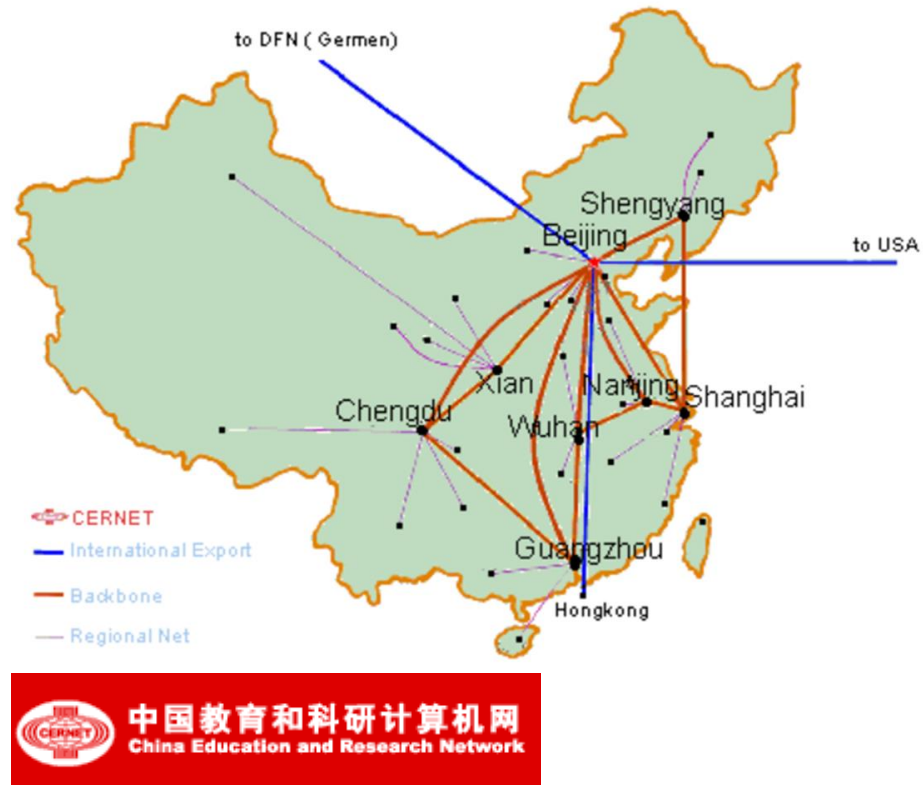 to DFN ( Germen)
Shengyang
Beijing
to USA
Xian
Nanjing
Shanghai
Chengdu
Wuhan
CERNET
International Export
Guangzhou
Backbone
Hongkong
Regional Net
CERNET
中国教育和科研计算机网
China Education and Research Network